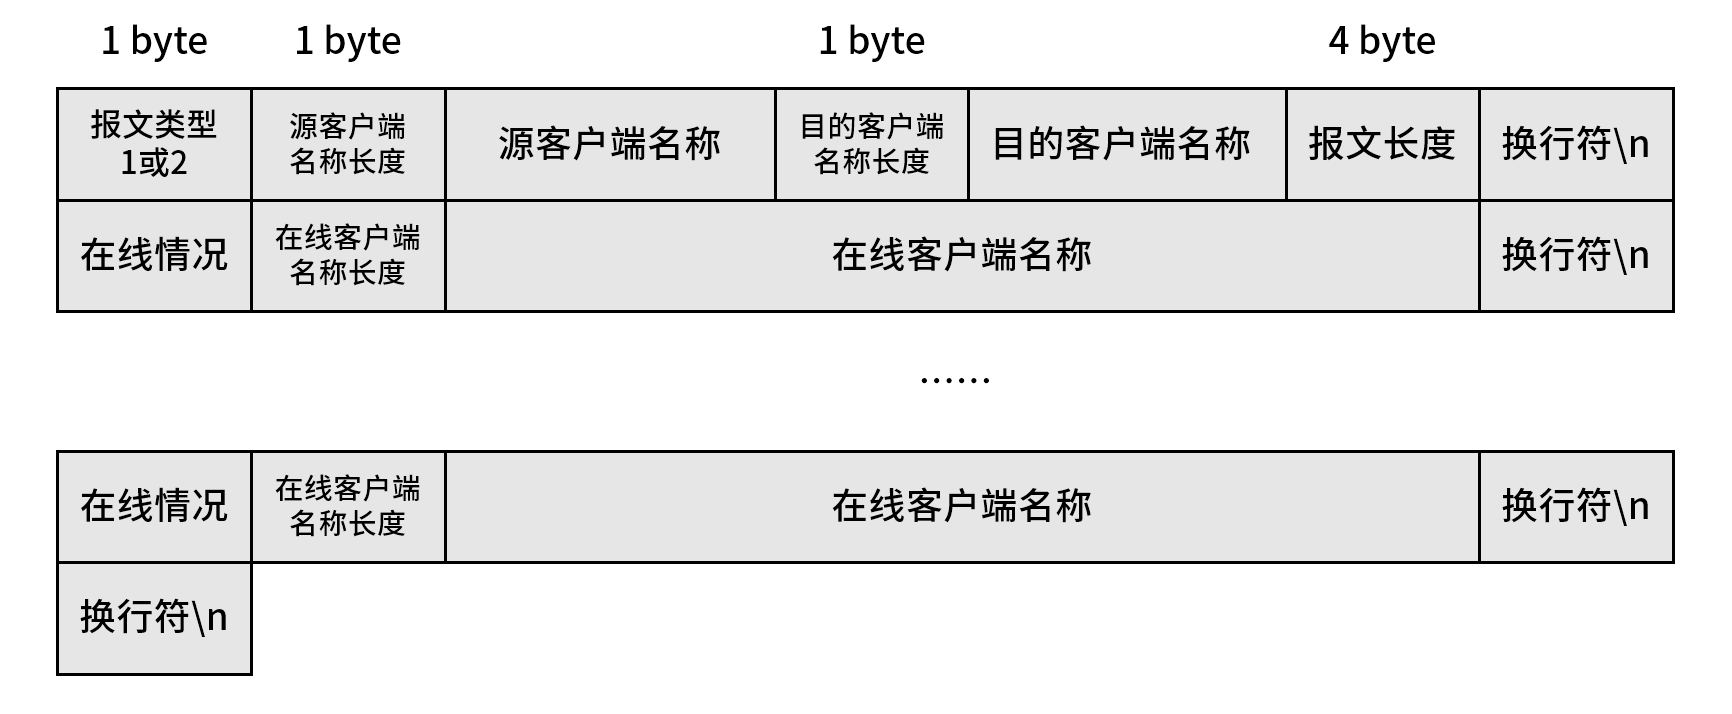 1 byte 1 byte 1 byte 4 byte
报文类型
1或2
源客户端
名称长度
源客户端名称
目的客户端
名称长度
目的客户端名称
报文长度
换行符\n
在线情况
在线客户端
名称长度
在线客户端名称
换行符\n
……
在线情况
在线客户端
名称长度
在线客户端名称
换行符\n
换行符\n